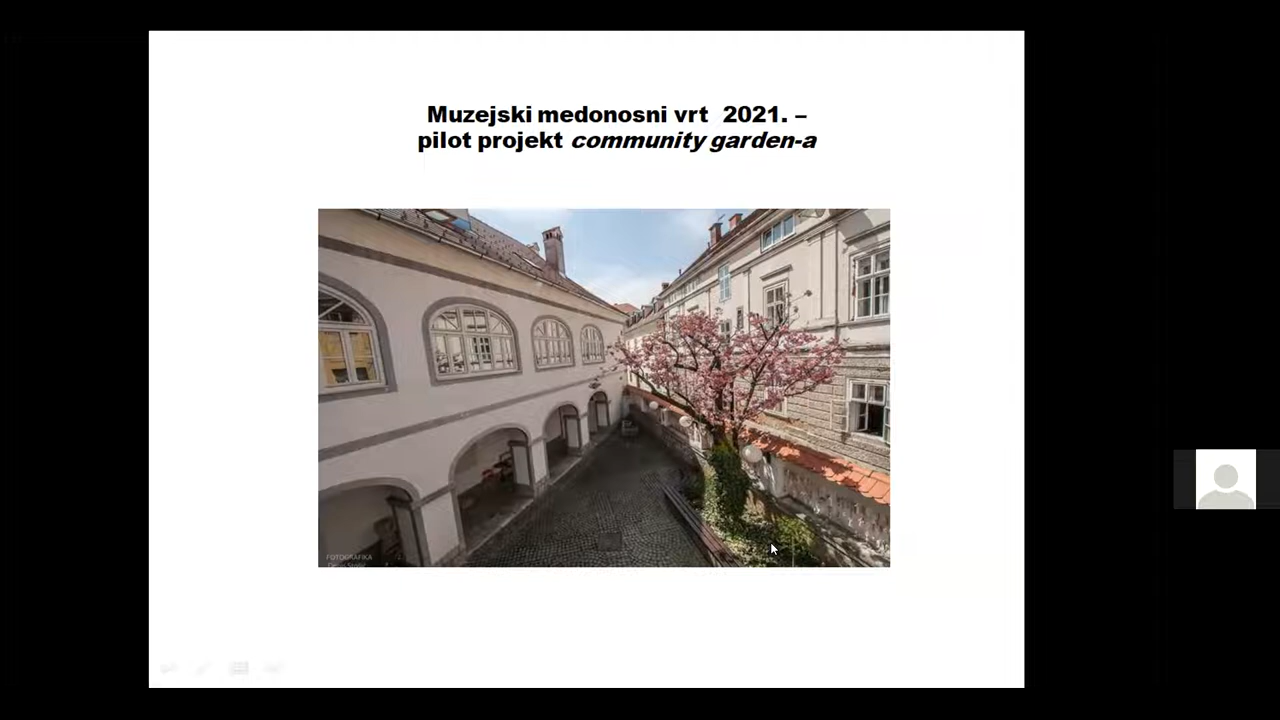 Muzejski medonosni vrt 2021. –
pilot projekt community garden-a
FOTOGRAFIKA